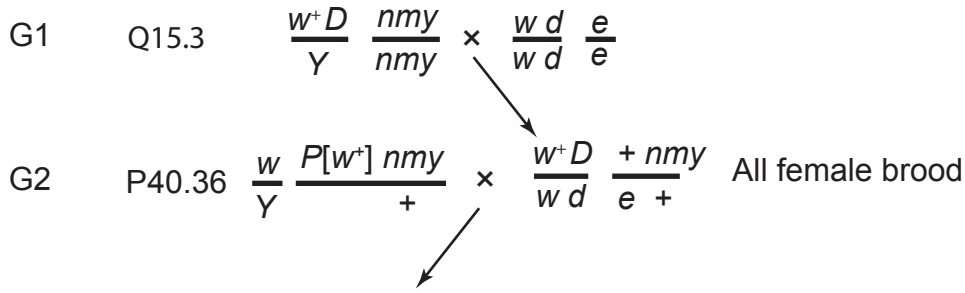 G1 Q15.3 w⁺ D / Y nmy / nmy × w d / w d e / e
G2 P40.36 w / Y P[w⁺] nmy / + × w⁺ D / w d + nmy / e + All female brood